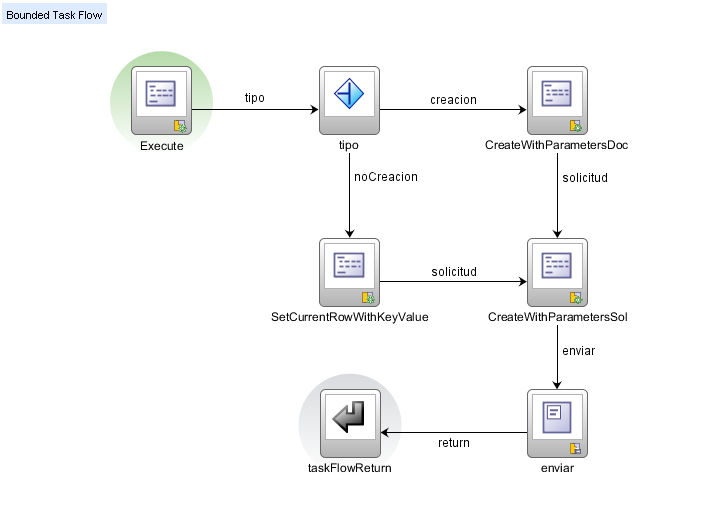 Bounded Task Flow
tipo
creacion
Execute
tipo
CreateWithParametersDoc
noCreacion
solicitud
solicitud
SetCurrentRowWithKeyValue
CreateWithParametersSol
enviar
return
taskFlowReturn
enviar